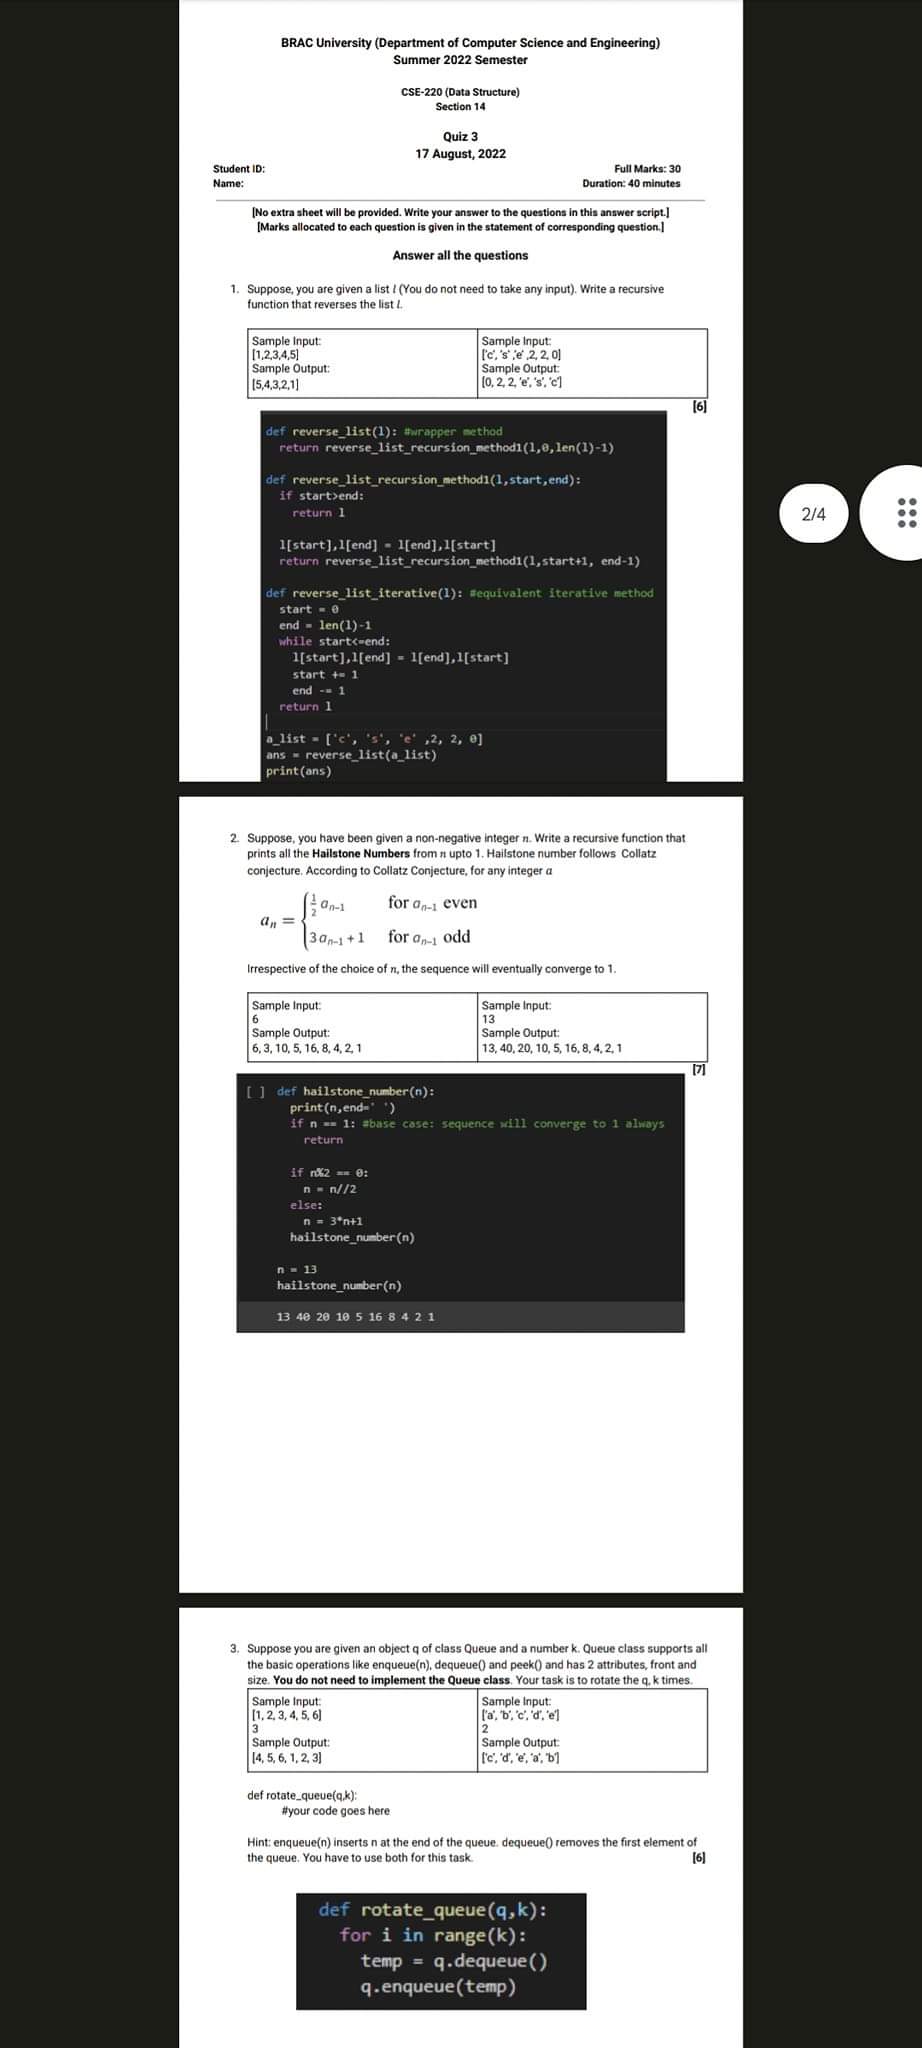 BRAC University (Department of Computer Science and Engineering)
Summer 2022 Semester
CSE-220 (Data Structure)
Section 14
Quiz 3
17 August, 2022
Student ID:
Full Marks: 30
Name:
Duration: 40 minutes
[No extra sheet will be provided. Write your answer to the questions in this answer script.]
[Marks allocated to each question is given in the statement of corresponding question.]
Answer all the questions
1. Suppose, you are given a list l (You do not need to take any input). Write a recursive
function that reverses the list l.
Sample Input:
[1,2,3,4,5]
Sample Output:
[5,4,3,2,1]
Sample Input:
['c', 's' ,'e' ,2, 2, 0]
Sample Output:
[0, 2, 2, 'e', 's', 'c']
[6]
def reverse_list(l): #wrapper method
return reverse_list_recursion_method1(l,0,len(l)-1)
def reverse_list_recursion_method1(l,start,end):
if start>end:
return l
l[start],l[end] = l[end],l[start]
return reverse_list_recursion_method1(l,start+1, end-1)
def reverse_list_iterative(l): #equivalent iterative method
start = 0
end = len(l)-1
while start<=end:
l[start],l[end] = l[end],l[start]
start += 1
end -= 1
return l
a_list = ['c', 's', 'e' ,2, 2, 0]
ans = reverse_list(a_list)
print(ans)
2/4
2. Suppose, you have been given a non-negative integer n. Write a recursive function that
prints all the Hailstone Numbers from n upto 1. Hailstone number follows Collatz
conjecture. According to Collatz Conjecture, for any integer a
aₙ = { ½ aₙ₋₁ for aₙ₋₁ even
3aₙ₋₁ + 1 for aₙ₋₁ odd
Irrespective of the choice of n, the sequence will eventually converge to 1.
Sample Input:
6
Sample Output:
6, 3, 10, 5, 16, 8, 4, 2, 1
Sample Input:
13
Sample Output:
13, 40, 20, 10, 5, 16, 8, 4, 2, 1
[7]
[ ] def hailstone_number(n):
print(n,end=' ')
if n == 1: #base case: sequence will converge to 1 always
return
if n%2 == 0:
n = n//2
else:
n = 3*n+1
hailstone_number(n)
n = 13
hailstone_number(n)
13 40 20 10 5 16 8 4 2 1
3. Suppose you are given an object q of class Queue and a number k. Queue class supports all
the basic operations like enqueue(n), dequeue() and peek() and has 2 attributes, front and
size. You do not need to implement the Queue class. Your task is to rotate the q, k times.
Sample Input:
[1, 2, 3, 4, 5, 6]
3
Sample Output:
[4, 5, 6, 1, 2, 3]
Sample Input:
['a', 'b', 'c', 'd', 'e']
2
Sample Output:
['c', 'd', 'e', 'a', 'b']
def rotate_queue(q,k):
#your code goes here
Hint: enqueue(n) inserts n at the end of the queue. dequeue() removes the first element of
the queue. You have to use both for this task. [6]
def rotate_queue(q,k):
for i in range(k):
temp = q.dequeue()
q.enqueue(temp)